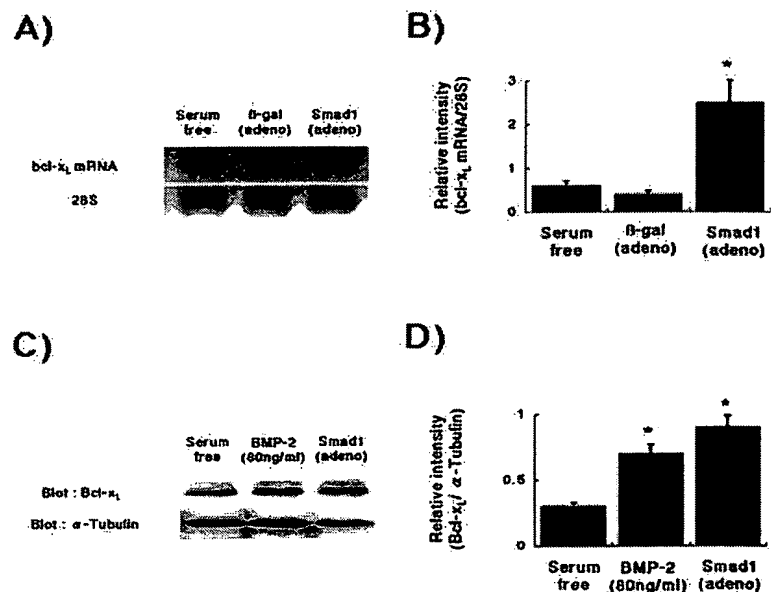 A)
Serum free
ß-gal (adeno)
Smad1 (adeno)
bcl-xL mRNA
28S
B)
Relative intensity
(bcl-xL mRNA/28S)
3
2
1
0
*
Serum free
ß-gal (adeno)
Smad1 (adeno)
C)
Serum free
BMP-2 (80ng/ml)
Smad1 (adeno)
Blot : Bcl-xL
Blot : α-Tubulin
D)
Relative intensity
(Bcl-xL/ α-Tubulin)
1
0.5
0
*
*
Serum free
BMP-2 (80ng/ml)
Smad1 (adeno)